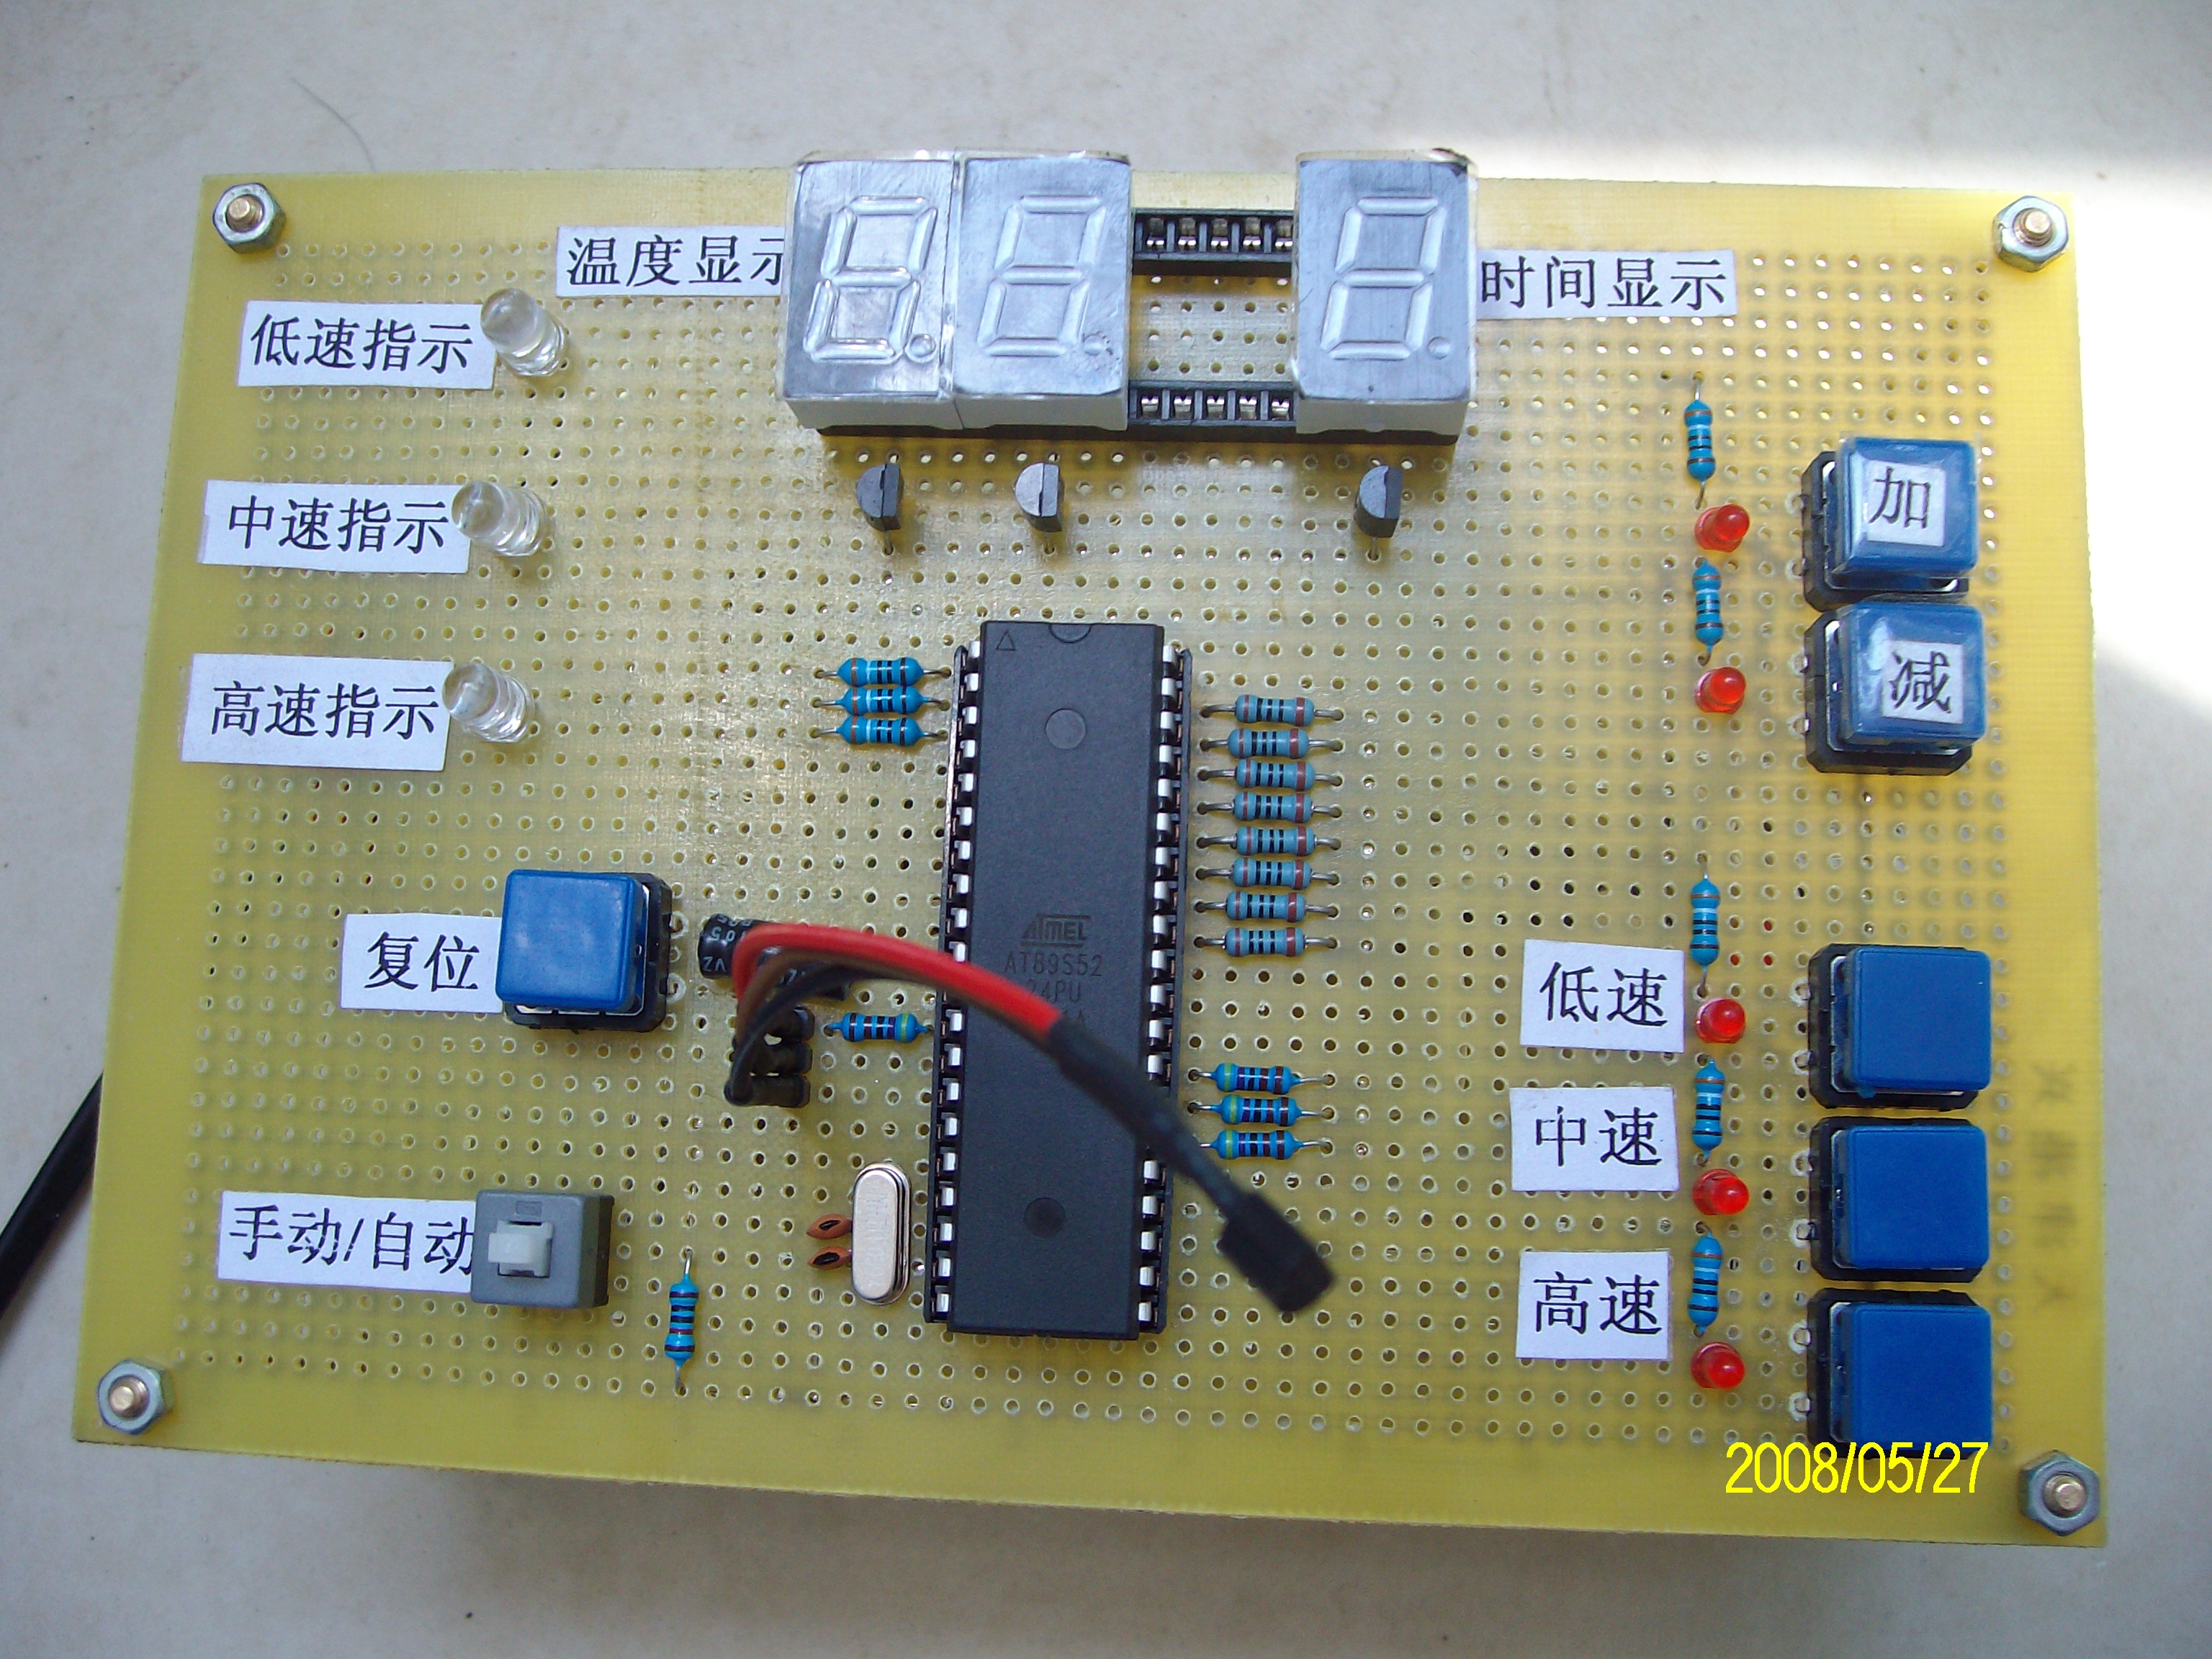 温度显示
时间显示
低速指示
中速指示
高速指示
加
减
复位
ATMEL
AT89S52
24PU
低速
中速
手动/自动
高速
2008/05/27